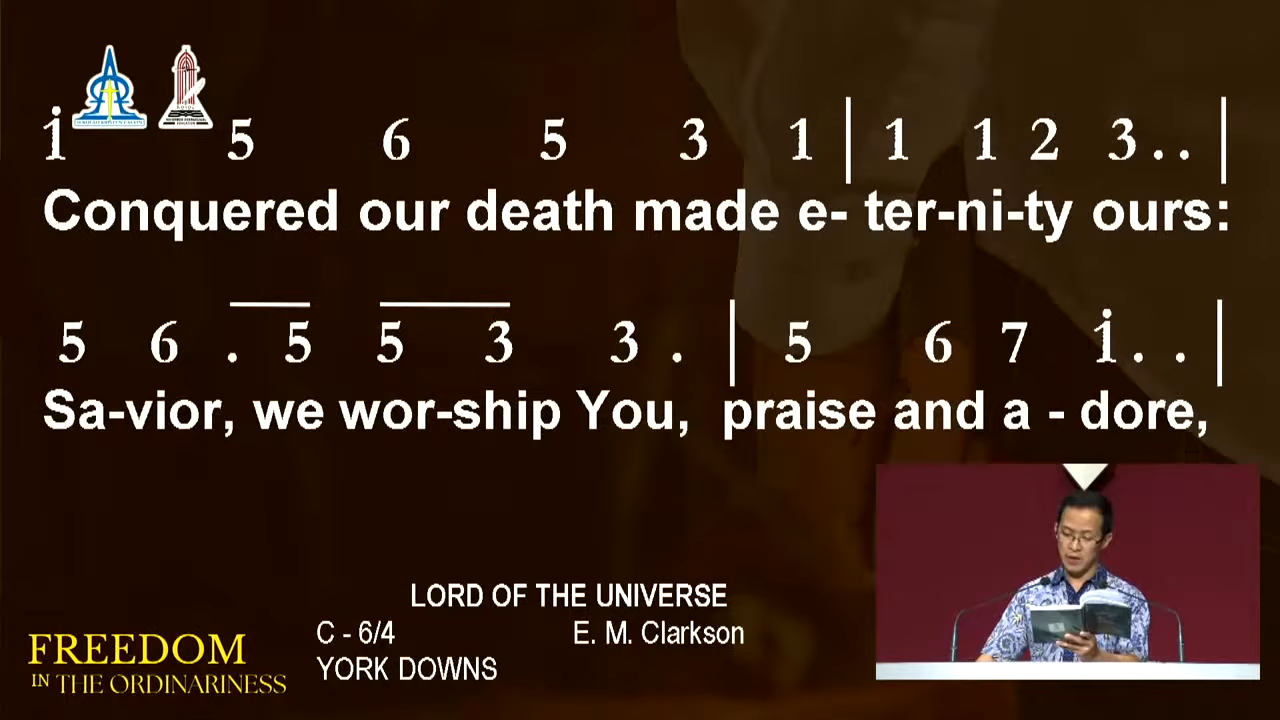 i 5 6 5 3 1 | 1 1 2 3 . . |
Conquered our death made e- ter-ni-ty ours:
5 6 . 5 5 3 3 . | 5 6 7 i . . |
Sa-vior, we wor-ship You, praise and a - dore,
LORD OF THE UNIVERSE
C - 6/4 E. M. Clarkson
YORK DOWNS
FREEDOM
IN THE ORDINARINESS